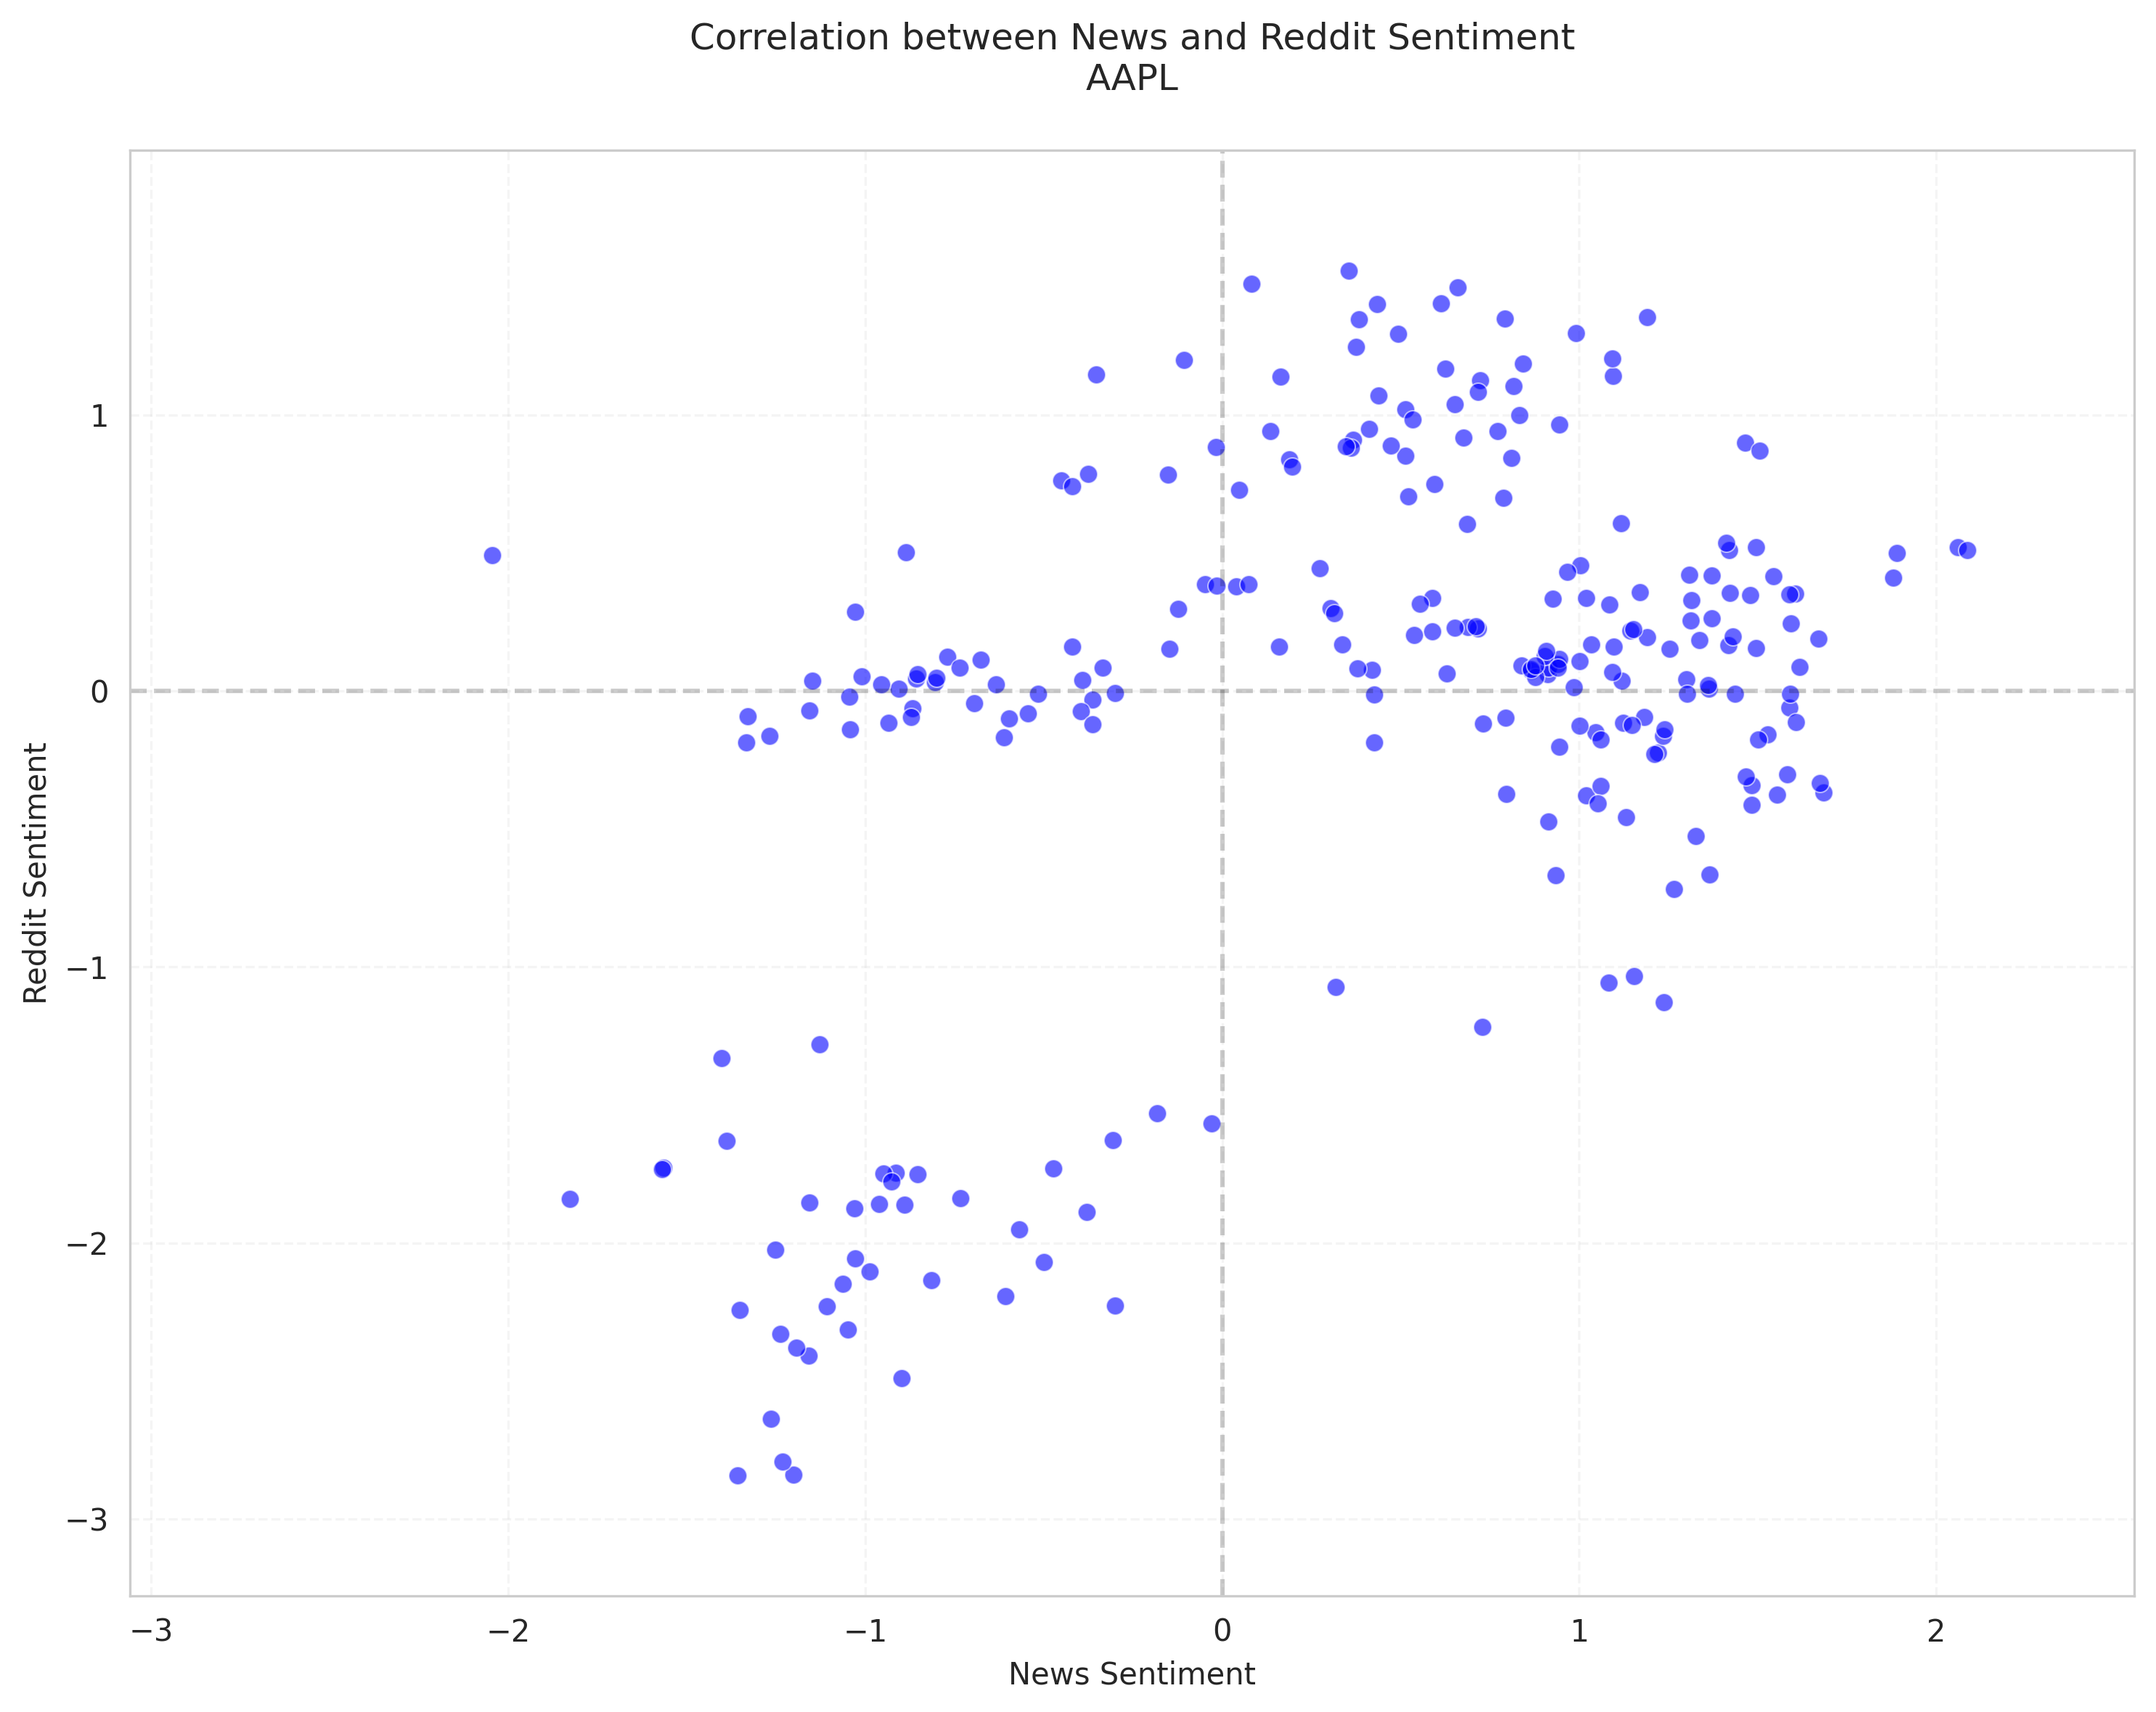 Correlation between News and Reddit Sentiment
AAPL
Reddit Sentiment
1
0
−1
−2
−3
−3
−2
−1
0
1
2
News Sentiment